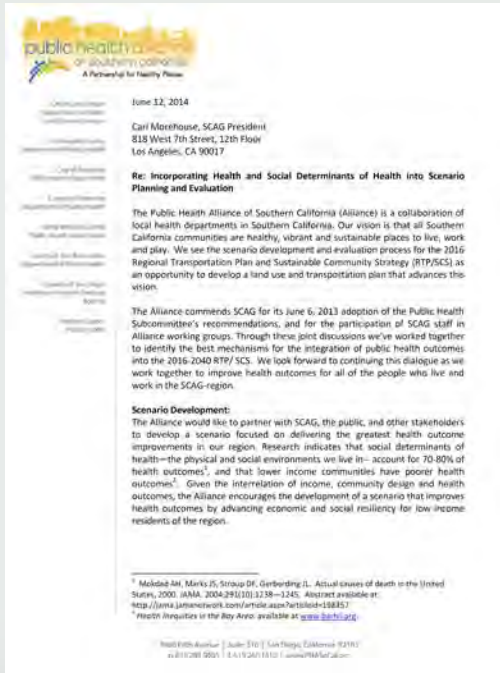 public health alliance
of southern california
A Partnership for Healthy Places
June 12, 2014
Carl Morehouse, SCAG President
818 West 7th Street, 12th Floor
Los Angeles, CA 90017
Re: Incorporating Health and Social Determinants of Health into Scenario
Planning and Evaluation
The Public Health Alliance of Southern California (Alliance) is a collaboration of
local health departments in Southern California. Our vision is that all Southern
California communities are healthy, vibrant and sustainable places to live, work
and play. We see the scenario development and evaluation process for the 2016
Regional Transportation Plan and Sustainable Community Strategy (RTP/SCS) as
an opportunity to develop a land use and transportation plan that advances this
vision.
The Alliance commends SCAG for its June 6, 2013 adoption of the Public Health
Subcommittee's recommendations, and for the participation of SCAG staff in
Alliance working groups. Through these joint discussions we've worked together
to identify the best mechanisms for the integration of public health outcomes
into the 2016-2040 RTP/ SCS. We look forward to continuing this dialogue as we
work together to improve health outcomes for all of the people who live and
work in the SCAG-region.
Scenario Development:
The Alliance would like to partner with SCAG, the public, and other stakeholders
to develop a scenario focused on delivering the greatest health outcome
improvements in our region. Research indicates that social determinants of
health—the physical and social environments we live in— account for 70-80% of
health outcomes¹, and that lower income communities have poorer health
outcomes². Given the interrelation of income, community design and health
outcomes, the Alliance encourages the development of a scenario that improves
health outcomes by advancing economic and social resiliency for low income
residents of the region.
¹ Mokdad AH, Marks JS, Stroup DF, Gerberding JL. Actual causes of death in the United
States, 2000. JAMA. 2004;291(10):1238—1245. Abstract available at:
http://jama.jamanetwork.com/article.aspx?articleid=198357
² Health Inequities in the Bay Area: available at www.barhii.org
Fifth Avenue | Suite | San Diego, California